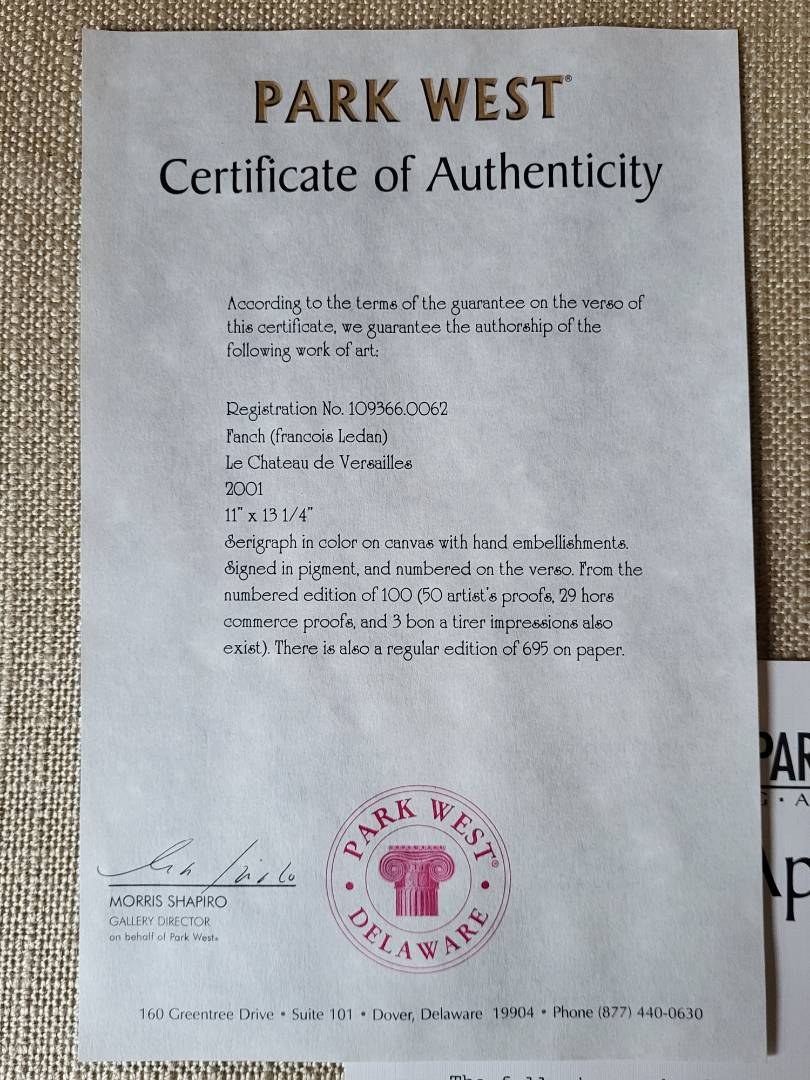 PARK WEST®
Certificate of Authenticity
According to the terms of the guarantee on the verso of
this certificate, we guarantee the authorship of the
following work of art:
Registration No. 109366.0062
Fanch (francois Ledan)
Le Chateau de Versailles
2001
11" x 13 1/4"
Serigraph in color on canvas with hand embellishments.
Signed in pigment, and numbered on the verso. From the
numbered edition of 100 (50 artist's proofs, 29 hors
commerce proofs, and 3 bon a tirer impressions also
exist). There is also a regular edition of 695 on paper.
MORRIS SHAPIRO
GALLERY DIRECTOR
on behalf of Park West®
PARK WEST®
DELAWARE
160 Greentree Drive • Suite 101 • Dover, Delaware 19904 • Phone (877) 440-0630
PAR
G • A
Ap